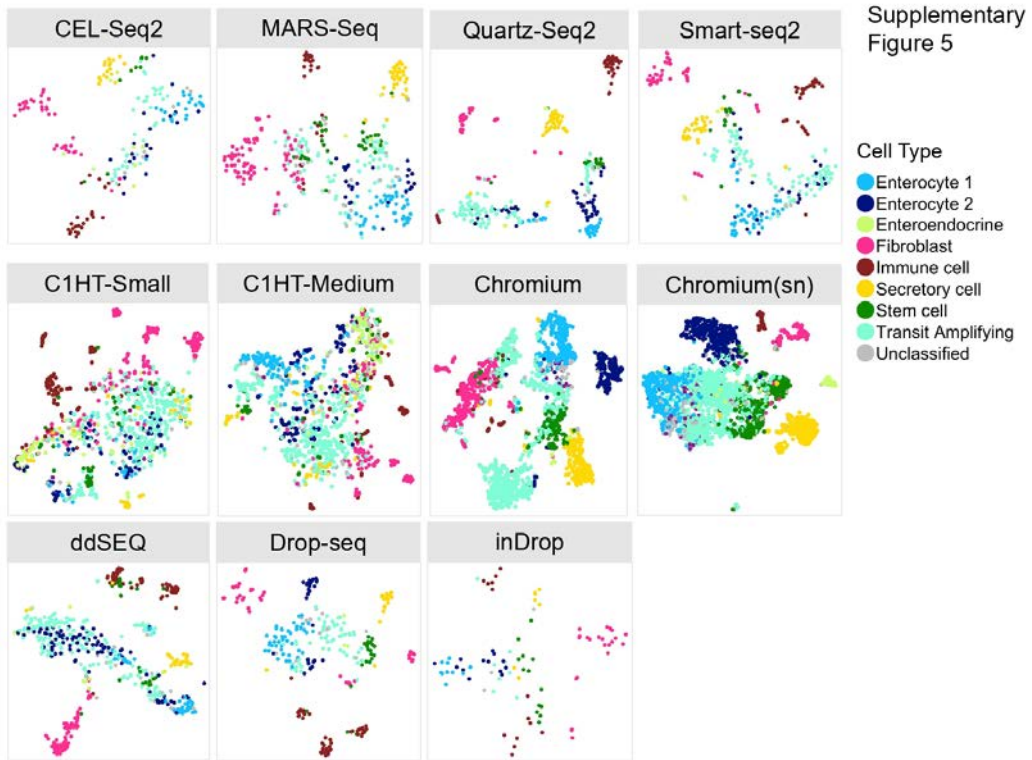 Supplementary
Figure 5
CEL-Seq2
MARS-Seq
Quartz-Seq2
Smart-seq2
Cell Type
Enterocyte 1
Enterocyte 2
Enteroendocrine
Fibroblast
Immune cell
Secretory cell
Stem cell
Transit Amplifying
Unclassified
C1HT-Small
C1HT-Medium
Chromium
Chromium(sn)
ddSEQ
Drop-seq
inDrop